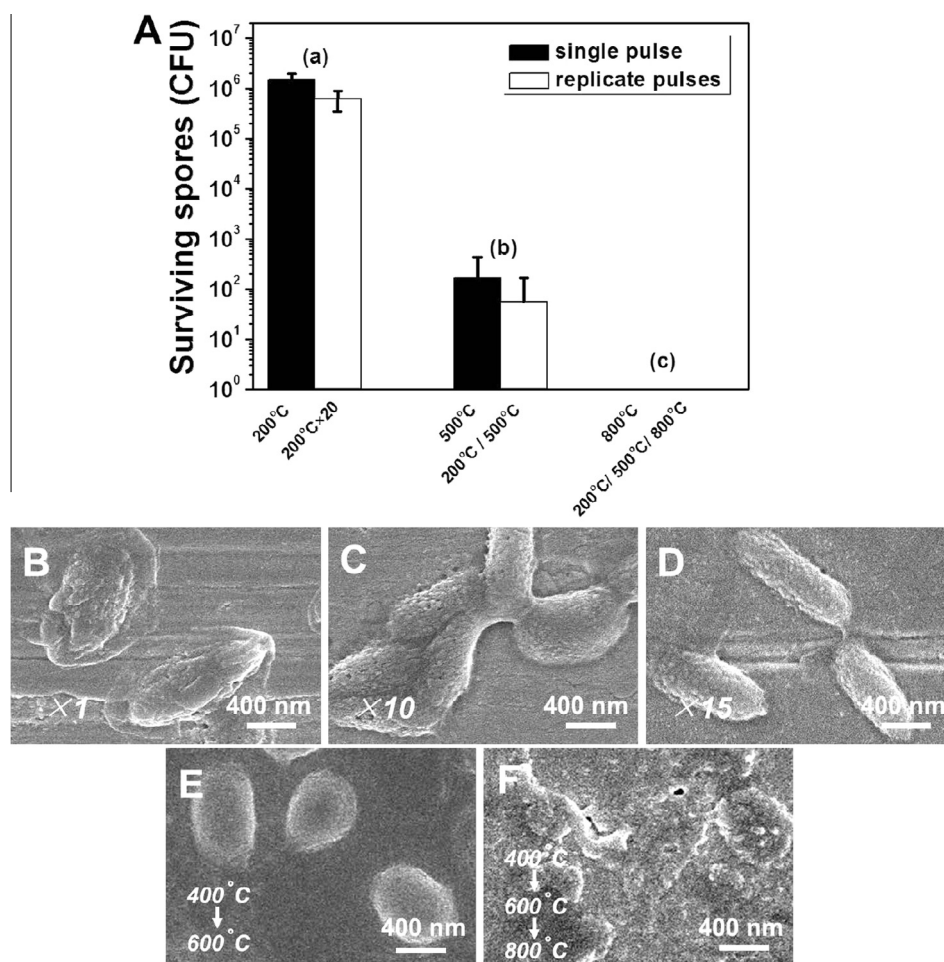 A
Surviving spores (CFU)
10⁷
10⁶
10⁵
10⁴
10³
10²
10¹
10⁰
(a)
(b)
(c)
single pulse
replicate pulses
200°C
200°C×20
500°C
200°C / 500°C
800°C
200°C/ 500°C/ 800°C
B
×1
400 nm
C
×10
400 nm
D
×15
400 nm
E
400°C
600°C
400 nm
F
400°C
600°C
800°C
400 nm